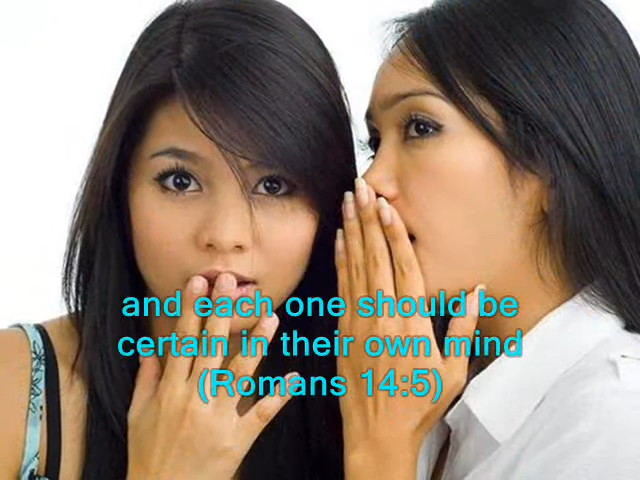 and each one should be
certain in their own mind
(Romans 14:5)